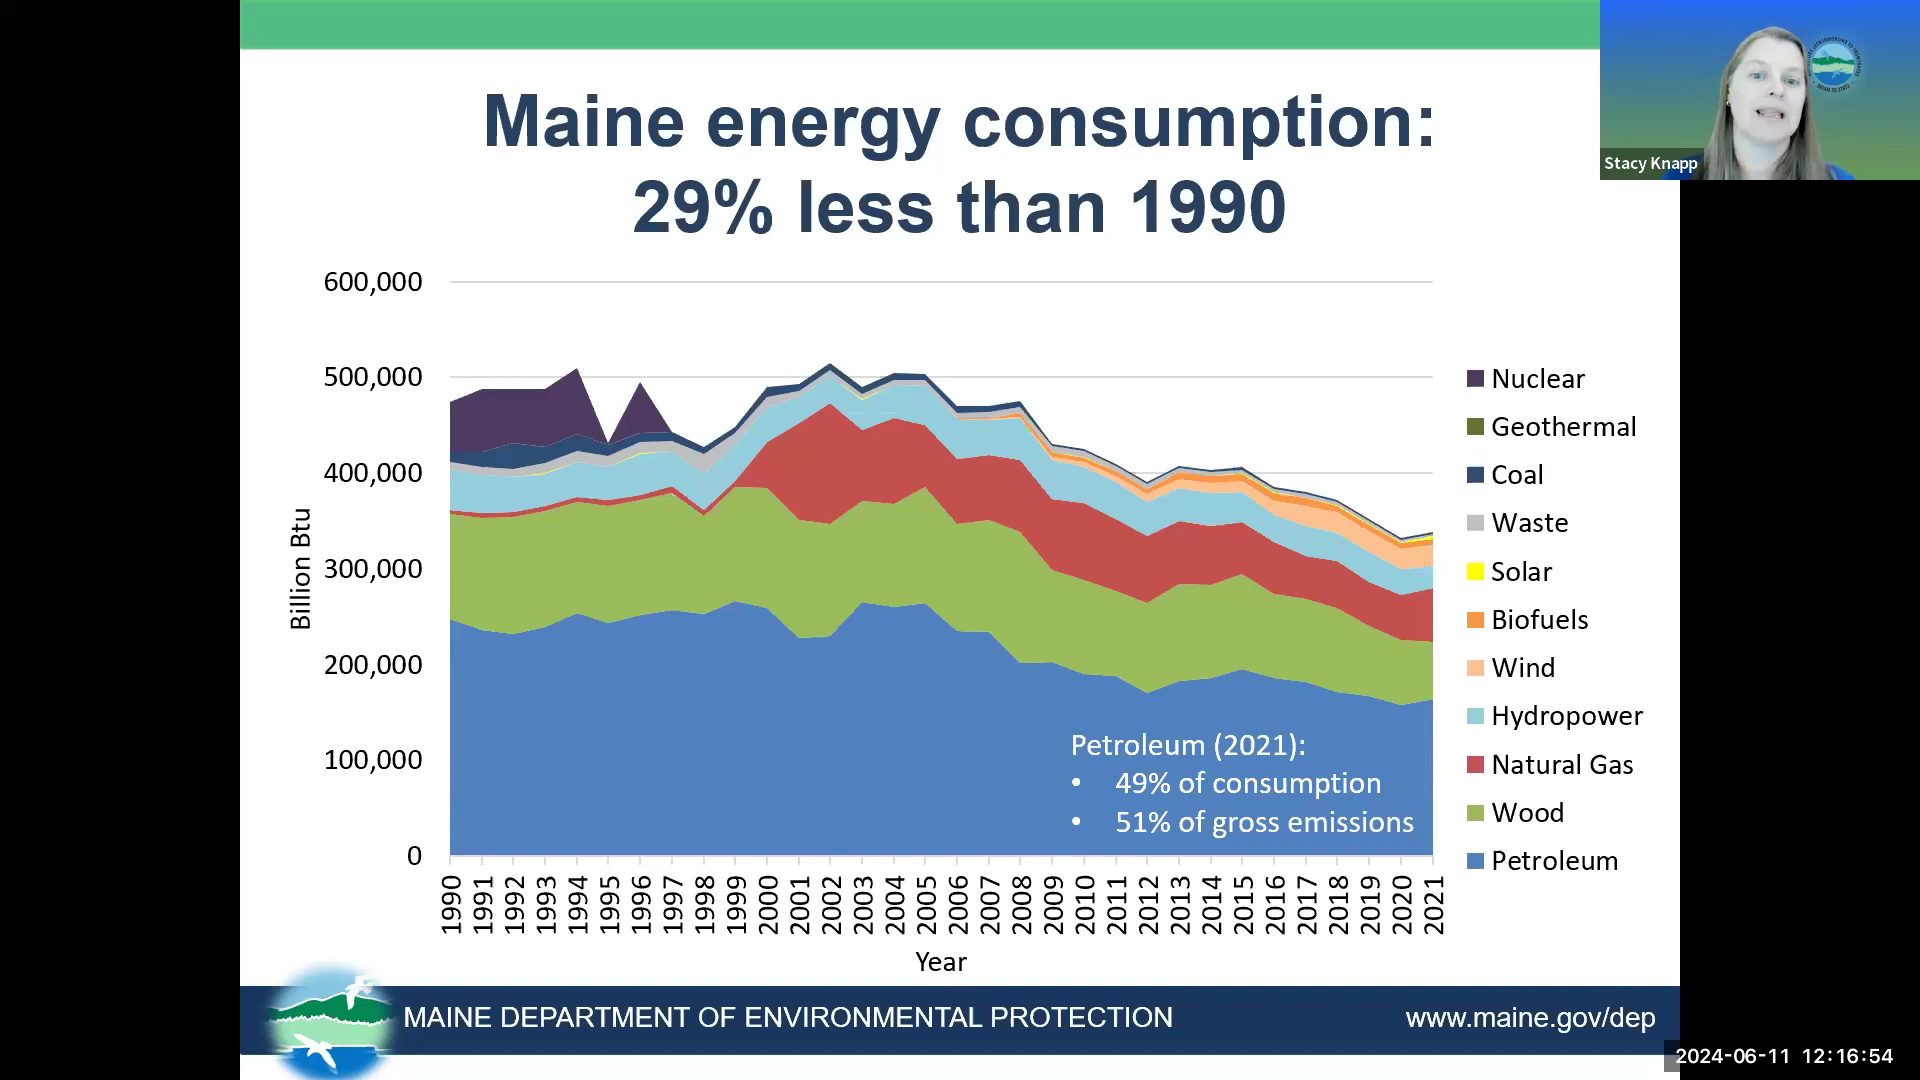 Maine energy consumption:
29% less than 1990
Stacy Knapp
600,000
500,000
400,000
300,000
200,000
100,000
0
Billion Btu
Petroleum (2021):
• 49% of consumption
• 51% of gross emissions
Nuclear
Geothermal
Coal
Waste
Solar
Biofuels
Wind
Hydropower
Natural Gas
Wood
Petroleum
1990 1991 1992 1993 1994 1995 1996 1997 1998 1999 2000 2001 2002 2003 2004 2005 2006 2007 2008 2009 2010 2011 2012 2013 2014 2015 2016 2017 2018 2019 2020 2021
Year
MAINE DEPARTMENT OF ENVIRONMENTAL PROTECTION
www.maine.gov/dep
2024-06-11 12:16:54